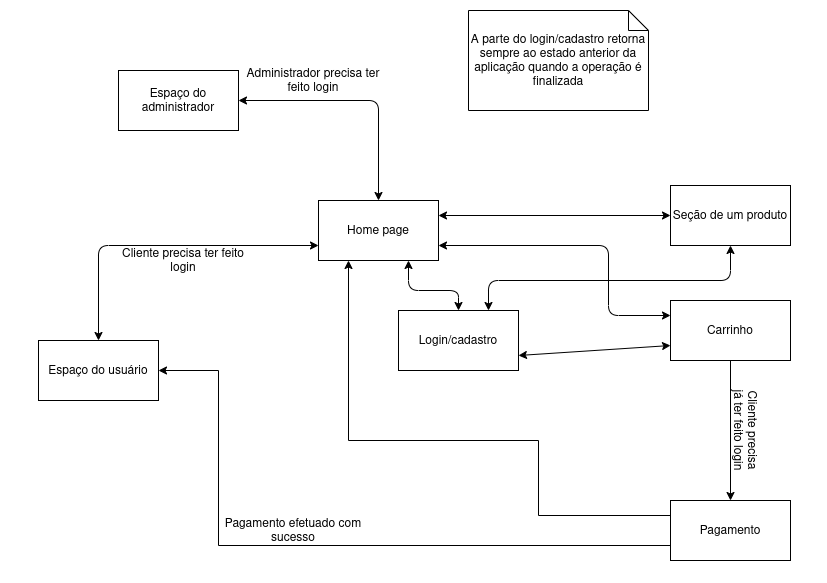 A parte do login/cadastro retorna
sempre ao estado anterior da
aplicação quando a operação é
finalizada
Administrador precisa ter
feito login
Espaço do
administrador
Seção de um produto
Home page
Cliente precisa ter feito
login
Carrinho
Login/cadastro
Espaço do usuário
Cliente precisa
já ter feito login
Pagamento efetuado com
sucesso
Pagamento